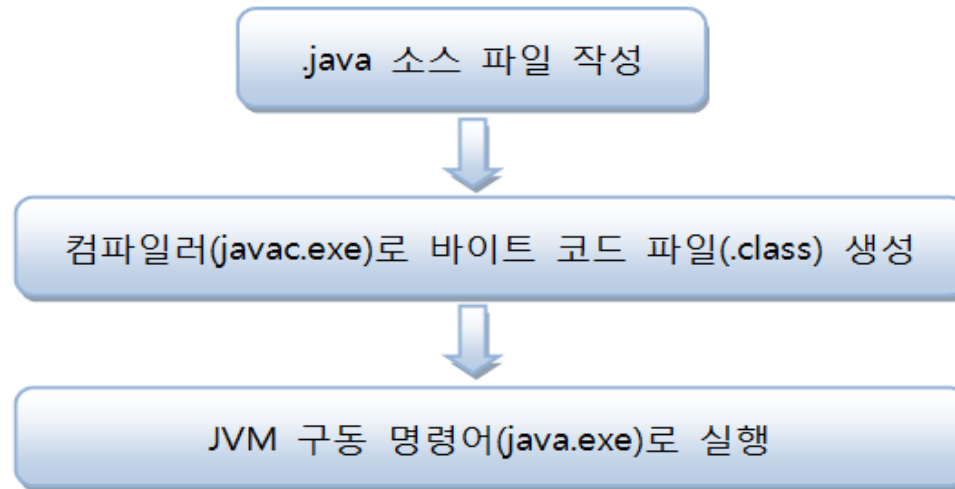 .java 소스 파일 작성
컴파일러(javac.exe)로 바이트 코드 파일(.class) 생성
JVM 구동 명령어(java.exe)로 실행